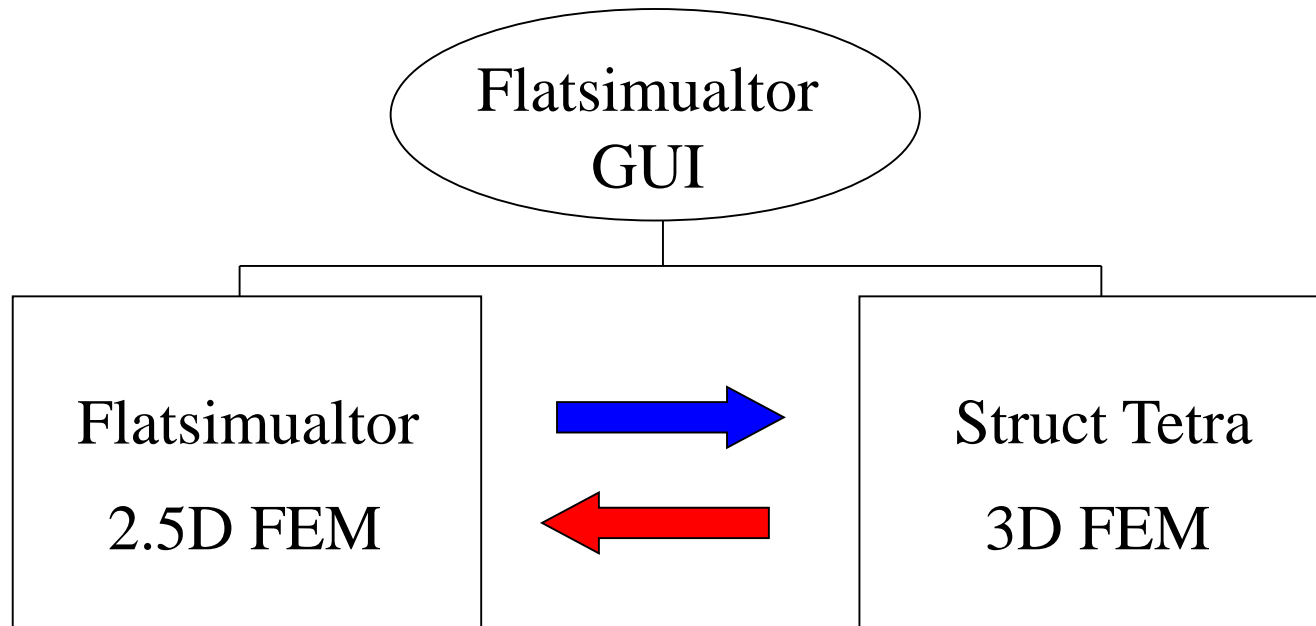 Flatsimualtor
GUI
Flatsimualtor
2.5D FEM
Struct Tetra
3D FEM